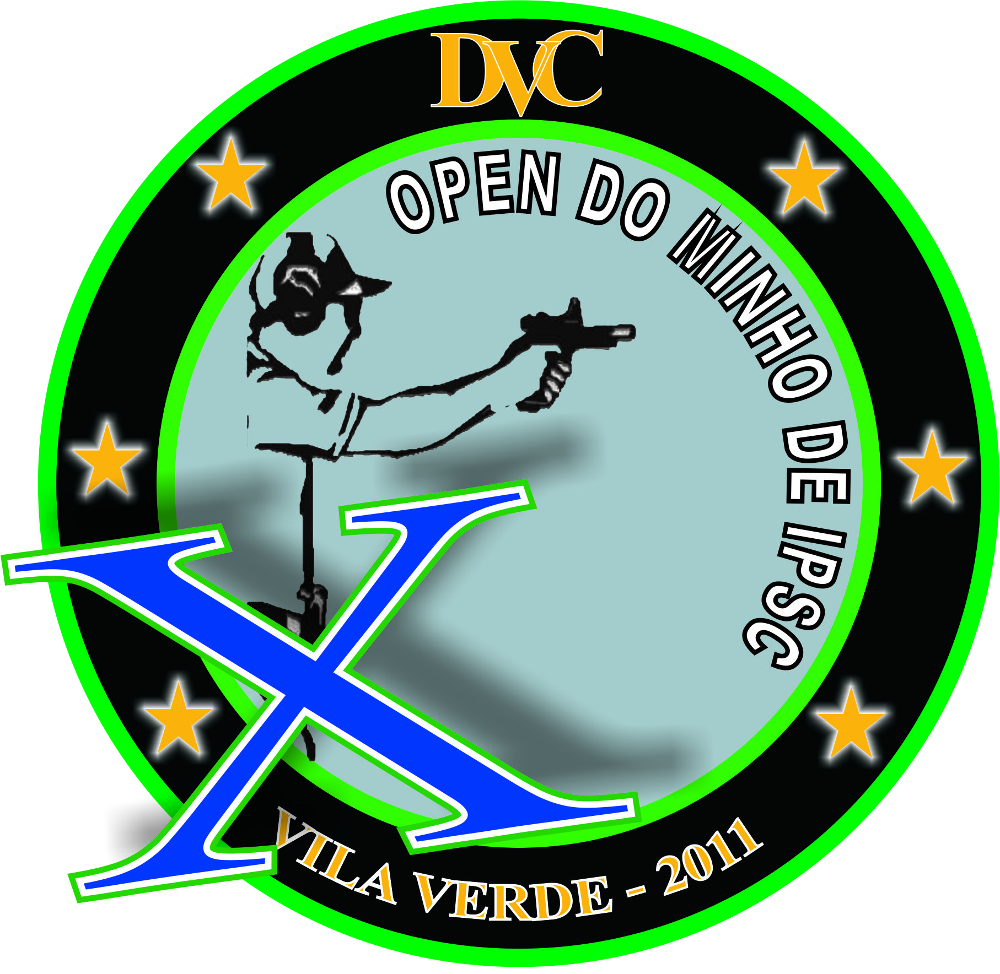 DVC
OPEN DO MINHO DE IPSC
X
VILA VERDE - 2011